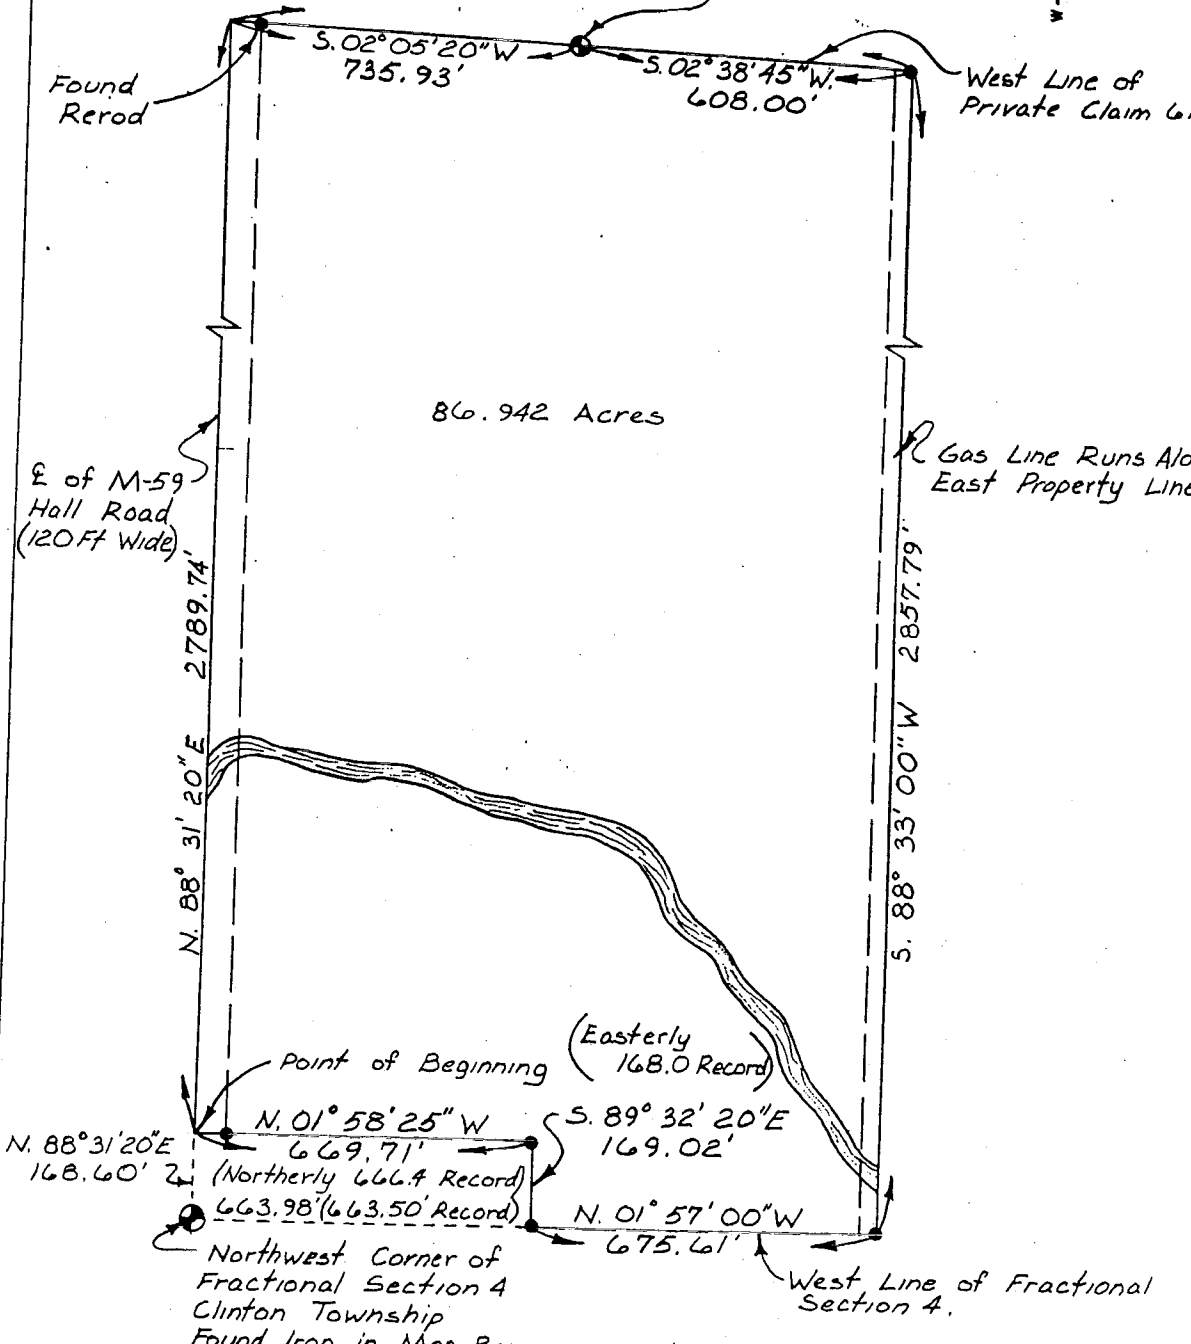 S. 02° 05' 20" W
735.93'
S. 02° 38' 45" W.
608.00'
Found
Rerod
West Line of
Private Claim
86.942 Acres
℄ of M-59
Hall Road
(120 Ft Wide)
Gas Line Runs
East Property Line
N. 88° 31' 20" E 2789.74'
S. 88° 33' 00" W 2857.79'
(Easterly
168.0 Record)
Point of Beginning
N. 01° 58' 25" W
669.71'
S. 89° 32' 20" E
169.02'
N. 88° 31' 20" E
168.60'
(Northerly 666.4 Record)
663.98' (663.50' Record)
N. 01° 57' 00" W
675.61'
Northwest Corner of
Fractional Section 4
Clinton Township
Found Iron in Mon
West Line of Fractional
Section 4.